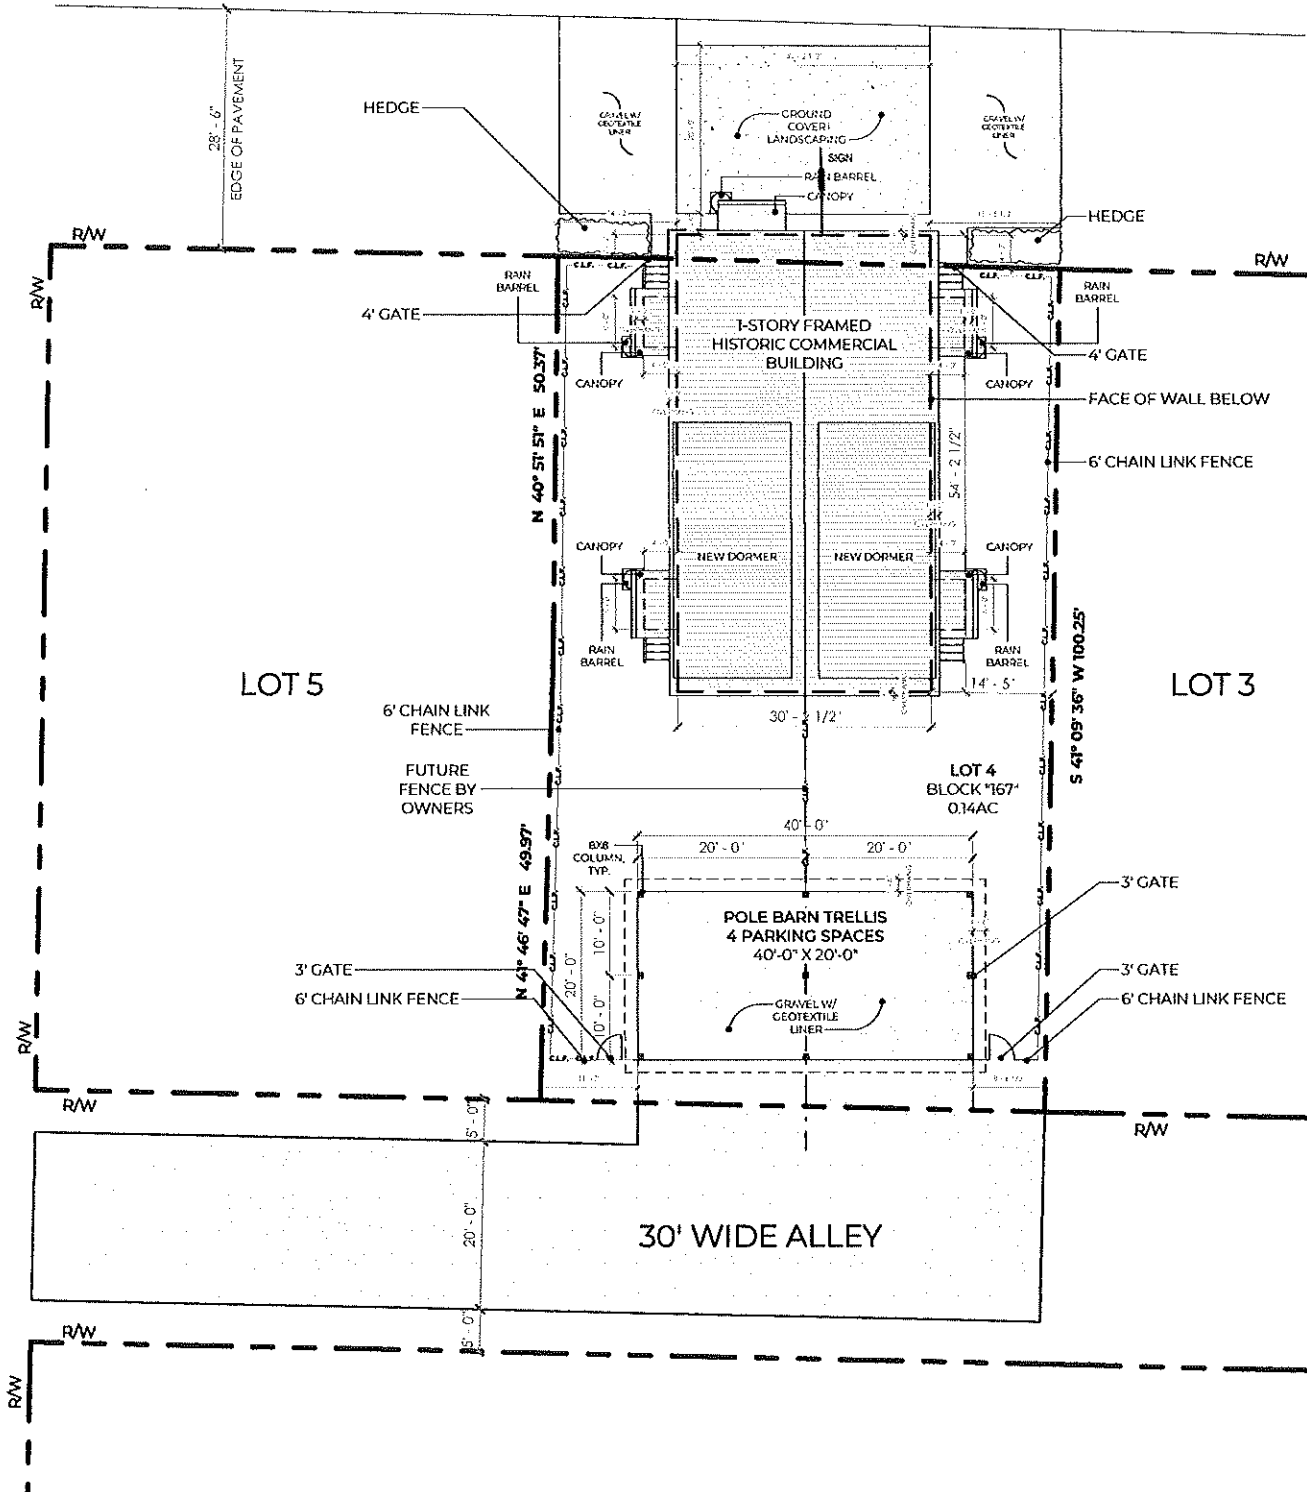 28' - 6"
EDGE OF PAVEMENT
HEDGE
GRAVEL W/
GEOTEXTILE
LINER
GROUND
COVER/
LANDSCAPING
SIGN
RAIN BARREL
CANOPY
GRAVEL W/
GEOTEXTILE
LINER
HEDGE
R/W
R/W
R/W
C.L.F.
C.L.F.
C.L.F.
C.L.F.
RAIN
BARREL
RAIN
BARREL
4' GATE
1-STORY FRAMED
HISTORIC COMMERCIAL
BUILDING
4' GATE
CANOPY
CANOPY
FACE OF WALL BELOW
N 40° 51' 51" E 50.37'
54' - 2 1/2"
6' CHAIN LINK FENCE
CANOPY
NEW DORMER
NEW DORMER
CANOPY
RAIN
BARREL
RAIN
BARREL
S 41° 09' 36" W 100.25'
LOT 5
14' - 5"
LOT 3
6' CHAIN LINK
FENCE
30' - 2 1/2"
FUTURE
FENCE BY
OWNERS
LOT 4
BLOCK "167"
0.14AC
40' - 0"
20' - 0"
20' - 0"
8X8
COLUMN,
TYP.
N 41° 46' 47" E 49.97'
3' GATE
POLE BARN TRELLIS
4 PARKING SPACES
40'-0" X 20'-0"
10' - 0"
20' - 0"
10' - 0"
3' GATE
6' CHAIN LINK FENCE
GRAVEL W/
GEOTEXTILE
LINER
3' GATE
6' CHAIN LINK FENCE
C.L.F.
C.L.F.
R/W
R/W
R/W
5' - 0"
20' - 0"
30' WIDE ALLEY
5' - 0"
R/W
R/W